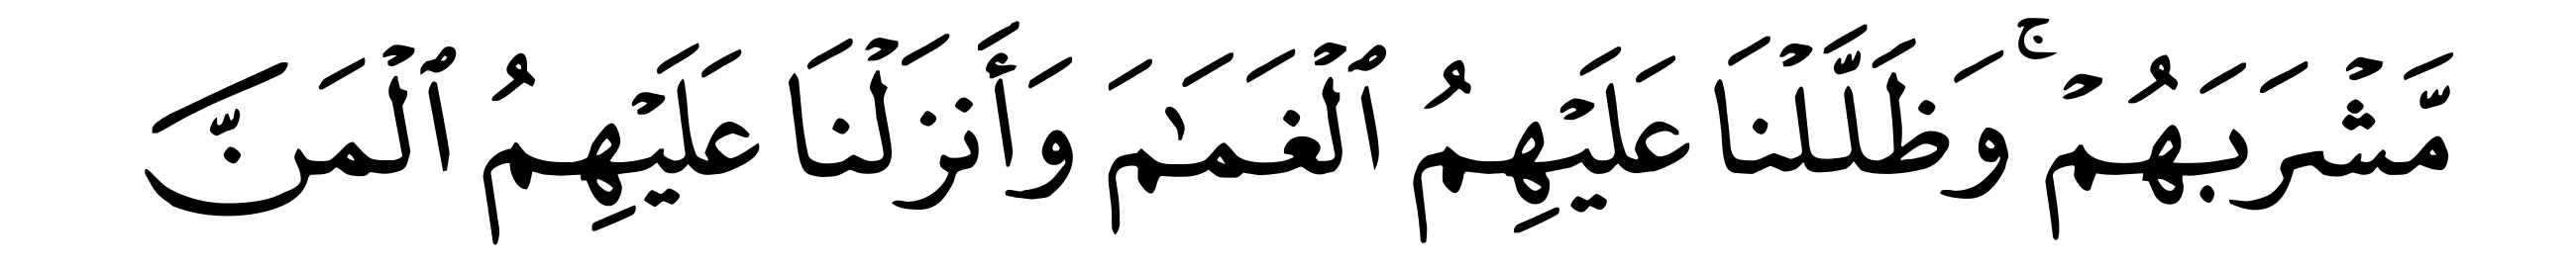 مَّشْرَبَهُمْ ۚ وَظَلَّلْنَا عَلَيْهِمُ ٱلْغَمَـٰمَ وَأَنزَلْنَا عَلَيْهِمُ ٱلْمَنَّ